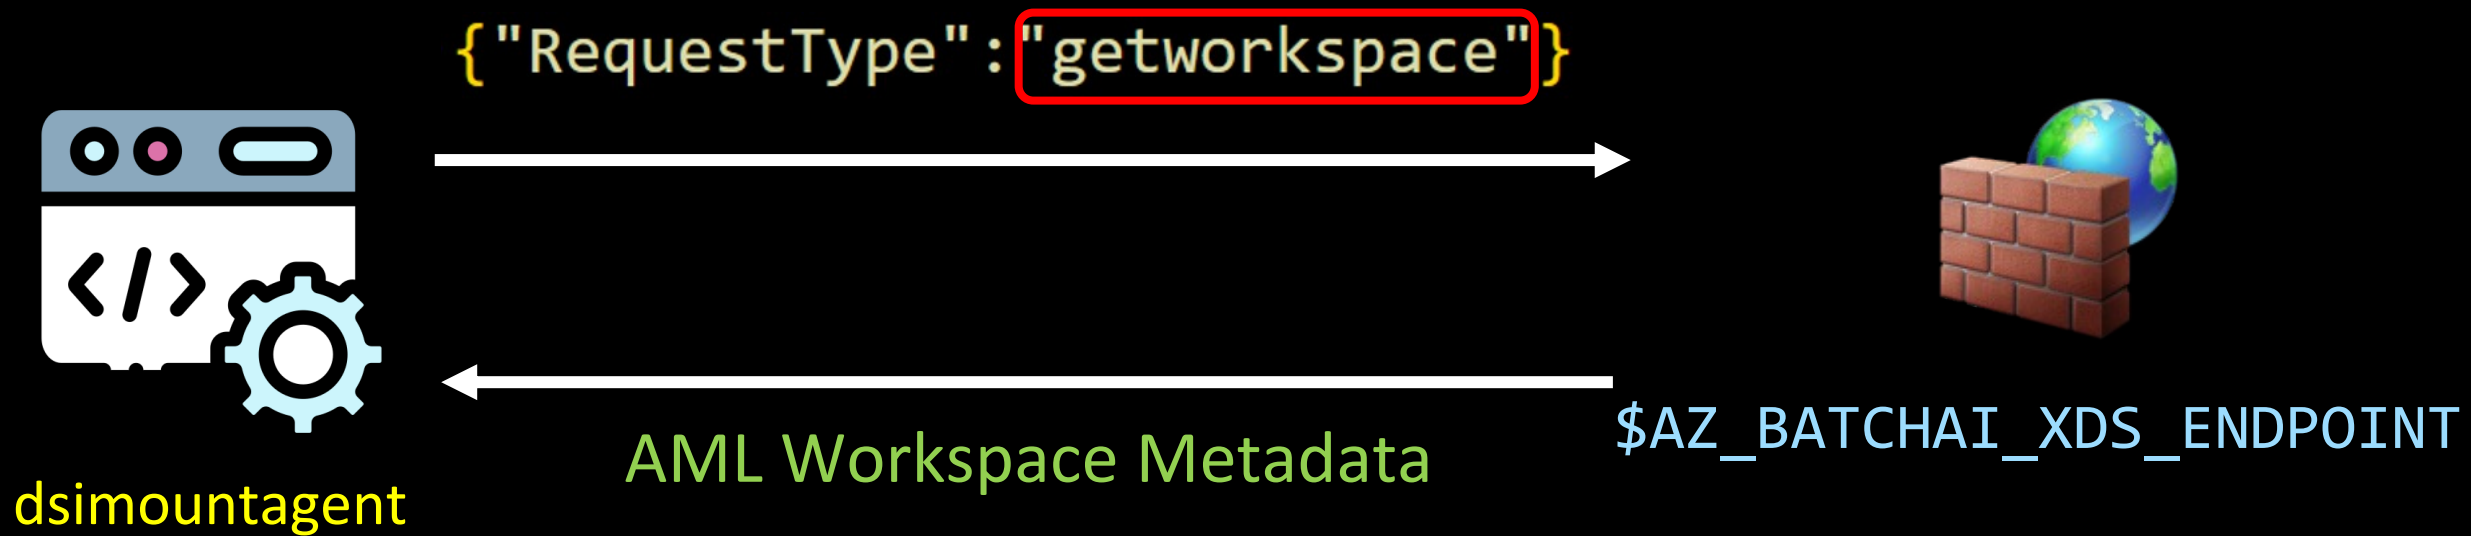 {"RequestType":"getworkspace"}
$AZ_BATCHAI_XDS_ENDPOINT
AML Workspace Metadata
dsimountagent